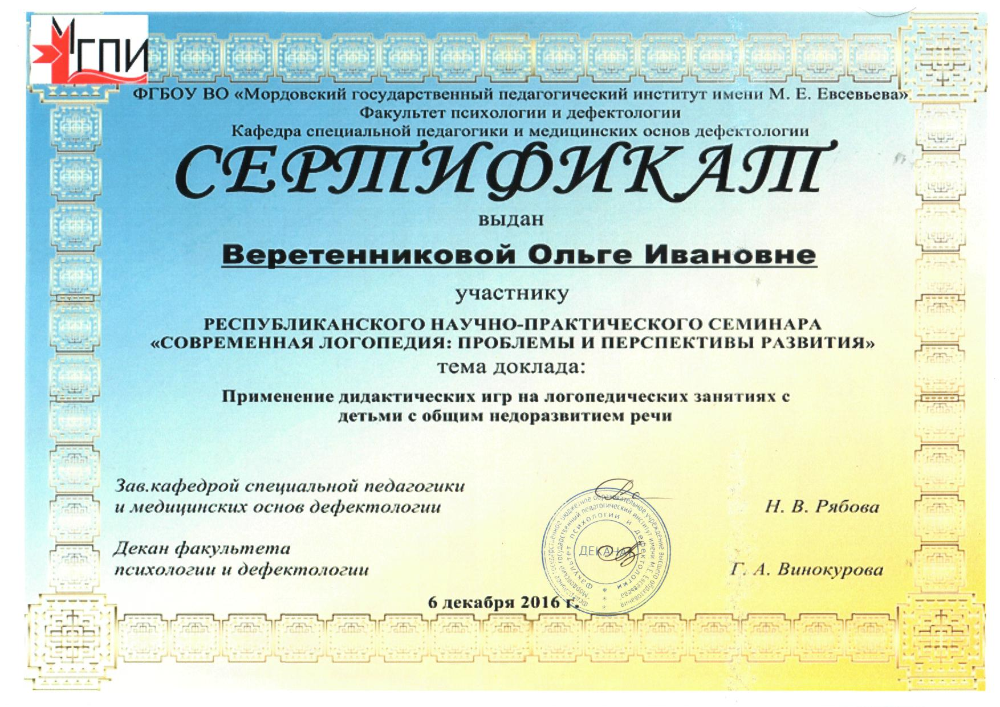 МГПИ
ФГБОУ ВО «Мордовский государственный педагогический институт имени М. Е. Евсевьева»
Факультет психологии и дефектологии
Кафедра специальной педагогики и медицинских основ дефектологии
СЕРТИФИКАТ
выдан
Веретенниковой Ольге Ивановне
участнику
РЕСПУБЛИКАНСКОГО НАУЧНО-ПРАКТИЧЕСКОГО СЕМИНАРА
«СОВРЕМЕННАЯ ЛОГОПЕДИЯ: ПРОБЛЕМЫ И ПЕРСПЕКТИВЫ РАЗВИТИЯ»
тема доклада:
Применение дидактических игр на логопедических занятиях с
детьми с общим недоразвитием речи
Зав.кафедрой специальной педагогики
и медицинских основ дефектологии
Н. В. Рябова
Декан факультета
психологии и дефектологии
Г. А. Винокурова
Федеральное государственное бюджетное образовательное учреждение высшего образования
"Мордовский государственный педагогический институт имени М.Е. Евсевьева"
Факультет психологии и дефектологии
ДЕКАНАТ
6 декабря 2016 г.